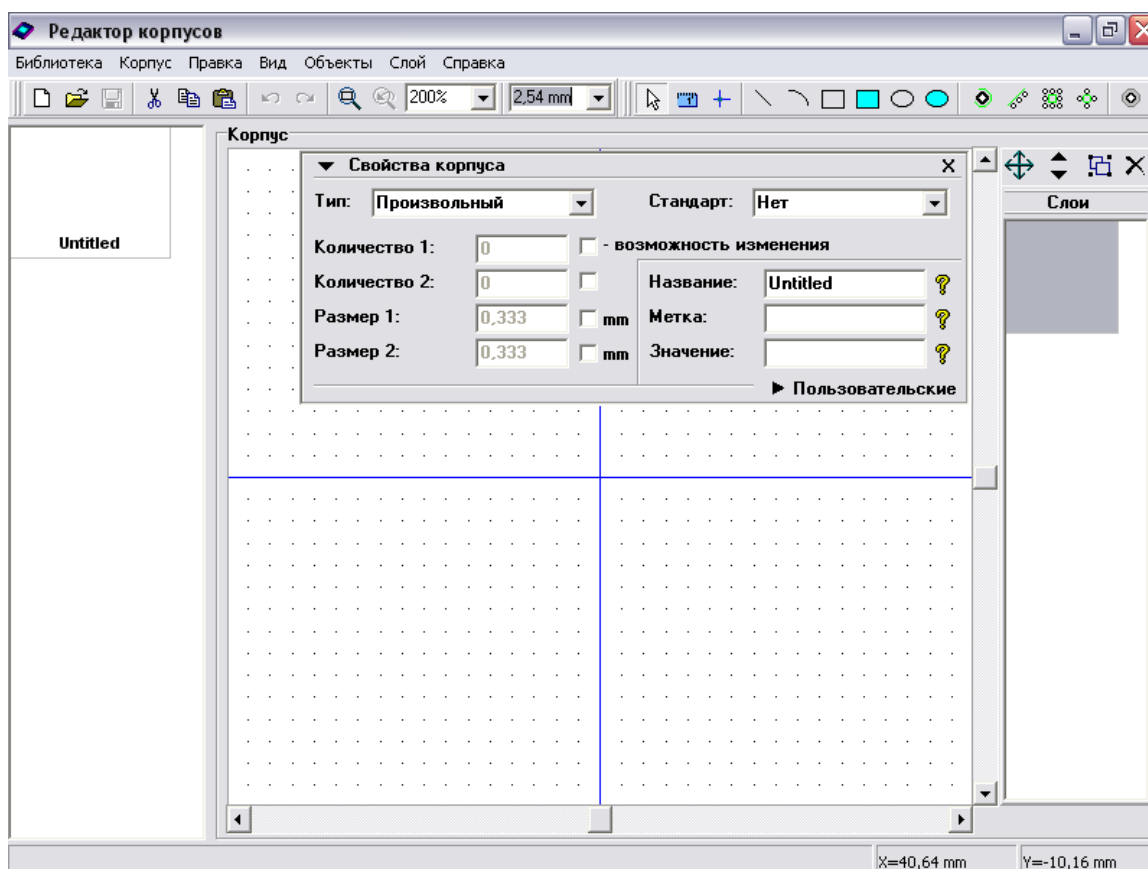 Редактор корпусов
Библиотека Корпус Правка Вид Объекты Слой Справка
200% 2,54 mm
Корпус
Untitled
Свойства корпуса X
Тип: Произвольный Стандарт: Нет
Количество 1: 0 - возможность изменения
Количество 2: 0 Название: Untitled
Размер 1: 0,333 mm Метка:
Размер 2: 0,333 mm Значение:
Пользовательские
Слои
X=40,64 mm Y=-10,16 mm